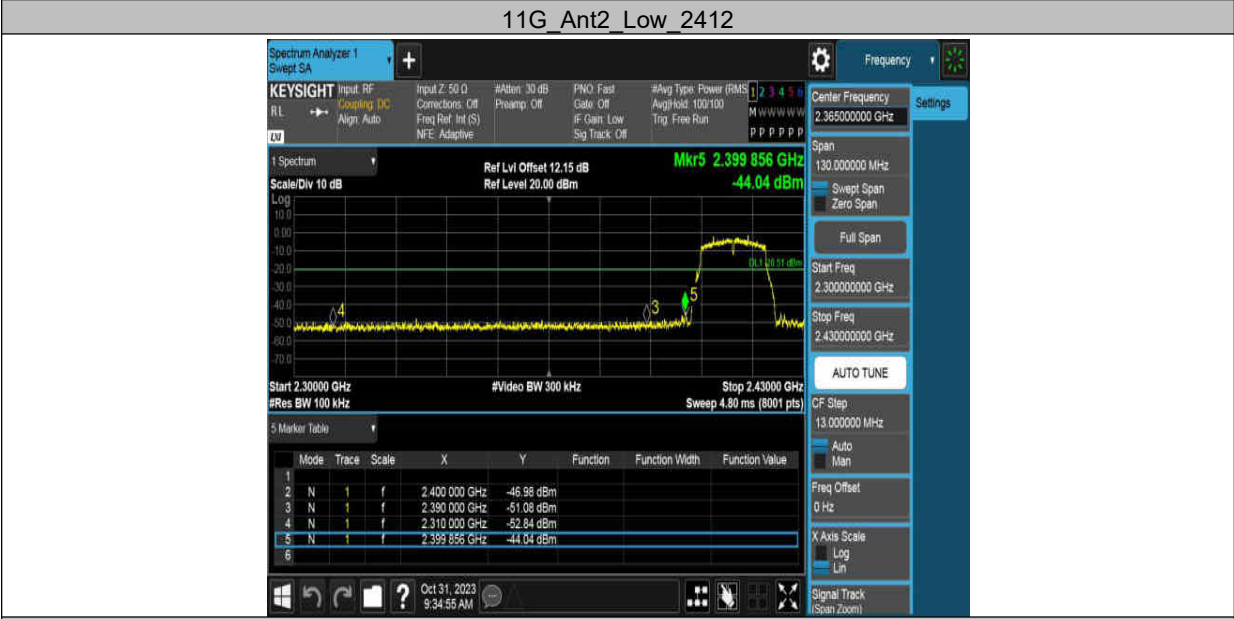 11G_Ant2_Low_2412
Spectrum Analyzer 1
Swept SA
Frequency
KEYSIGHT
RL
Input: RF
Coupling: DC
Align: Auto
Input Z: 50 Ω
Corrections: Off
Freq Ref: Int (S)
NFE: Adaptive
#Atten: 30 dB
Preamp: Off
PNO: Fast
Gate: Off
IF Gain: Low
Sig Track: Off
#Avg Type: Power (RMS
Avg|Hold: 100/100
Trig: Free Run
1 2 3 4 5 6
M W W W W W
P P P P P P
Center Frequency
2.365000000 GHz
Settings
Span
130.000000 MHz
Swept Span
Zero Span
Full Span
Start Freq
2.300000000 GHz
Stop Freq
2.430000000 GHz
AUTO TUNE
CF Step
13.000000 MHz
Auto
Man
Freq Offset
0 Hz
X Axis Scale
Log
Lin
Signal Track
(Span Zoom)
1 Spectrum
Scale/Div 10 dB
Ref Lvl Offset 12.15 dB
Ref Level 20.00 dBm
Mkr5 2.399 856 GHz
-44.04 dBm
Log
10.0
0.00
-10.0
-20.0
-30.0
-40.0
-50.0
-60.0
-70.0
DL1 -20.51 dBm
4
3
5
Start 2.30000 GHz
#Res BW 100 kHz
#Video BW 300 kHz
Stop 2.43000 GHz
Sweep 4.80 ms (8001 pts)
5 Marker Table
Mode Trace Scale X Y Function Function Width Function Value
1
2 N 1 f 2.400 000 GHz -46.98 dBm
3 N 1 f 2.390 000 GHz -51.08 dBm
4 N 1 f 2.310 000 GHz -52.84 dBm
5 N 1 f 2.399 856 GHz -44.04 dBm
6
Oct 31, 2023
9:34:55 AM